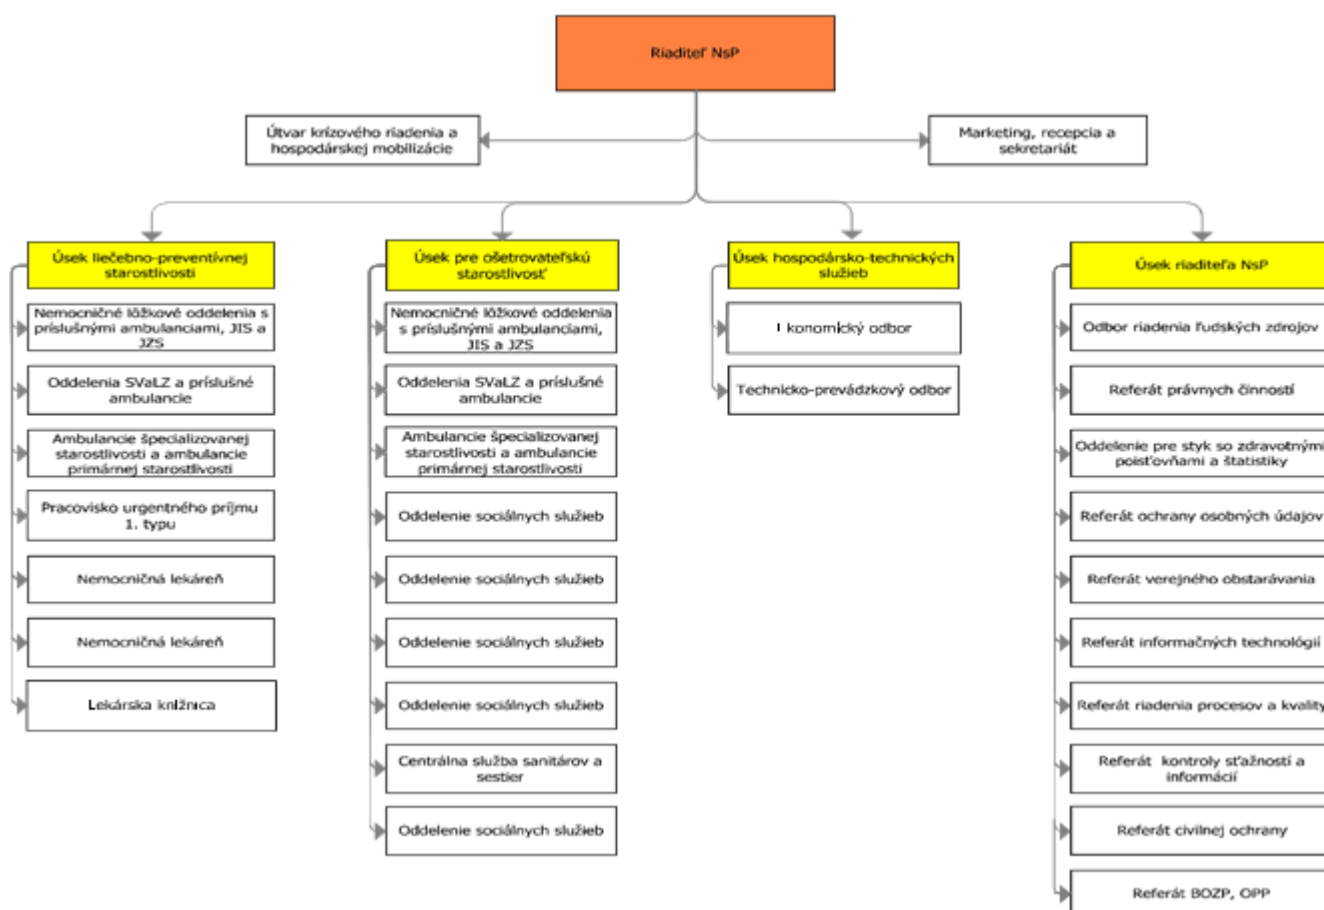 Riaditeľ NsP
Útvar krízového riadenia a
hospodárskej mobilizácie
Marketing, recepcia a
sekretariát
Úsek liečebno-preventívnej
starostlivosti
Nemocničné lôžkové oddelenia s
príslušnými ambulanciami, JIS a
JZS
Oddelenia SVaLZ a príslušné
ambulancie
Ambulancie špecializovanej
starostlivosti a ambulancie
primárnej starostlivosti
Pracovisko urgentného príjmu
1. typu
Nemocničná lekáreň
Nemocničná lekáreň
Lekárska knižnica
Úsek pre ošetrovateľskú
starostlivosť
Nemocničné lôžkové oddelenia
s príslušnými ambulanciami,
JIS a JZS
Oddelenia SVaLZ a príslušné
ambulancie
Ambulancie špecializovanej
starostlivosti a ambulancie
primárnej starostlivosti
Oddelenie sociálnych služieb
Oddelenie sociálnych služieb
Oddelenie sociálnych služieb
Oddelenie sociálnych služieb
Centrálna služba sanitárov a
sestier
Oddelenie sociálnych služieb
Úsek hospodársko-technických
služieb
konomický odbor
Technicko-prevádzkový odbor
Úsek riaditeľa NsP
Odbor riadenia ľudských zdrojov
Referát právnych činností
Oddelenie pre styk so zdravotnými
poisťovňami a štatistiky
Referát ochrany osobných údajov
Referát verejného obstarávania
Referát informačných technológií
Referát riadenia procesov a kvality
Referát kontroly sťažností a
informácií
Referát civilnej ochrany
Referát BOZP, OPP